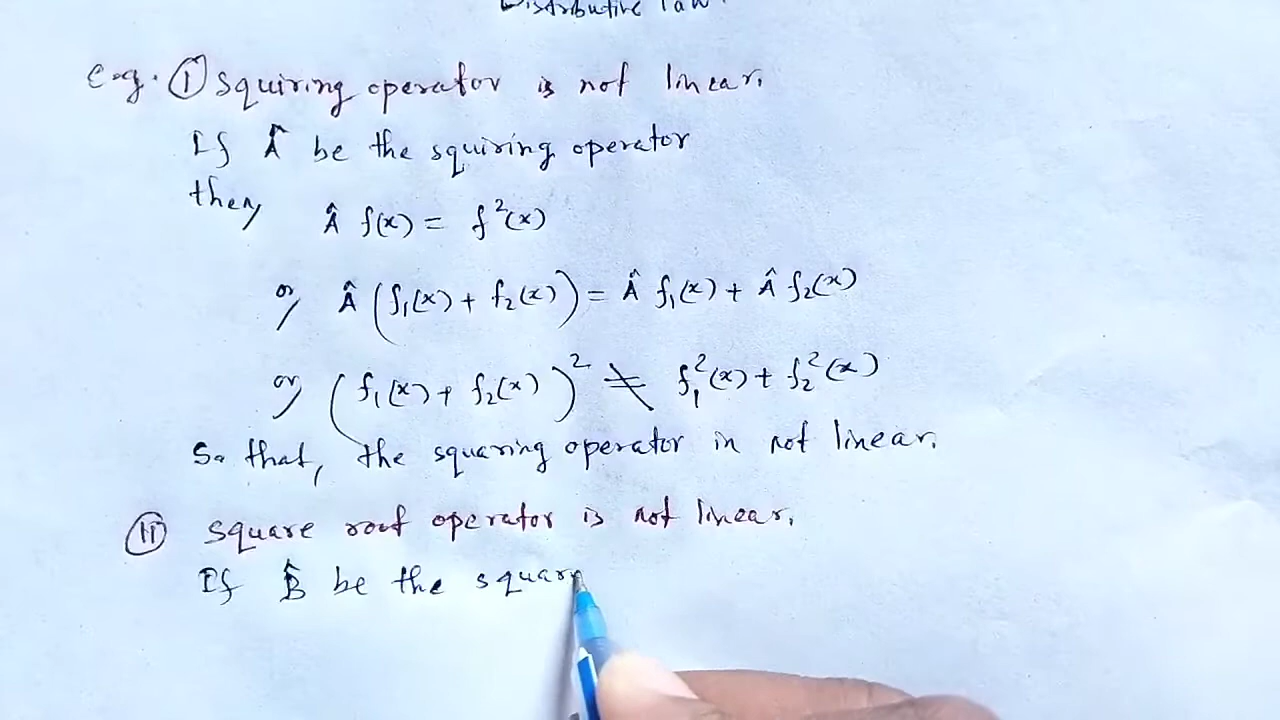 Distributive law.
e.g. ① squiring operator is not linear.
If Â be the squiring operator
then,
Â f(x) = f²(x)
or, Â (f₁(x) + f₂(x)) = Â f₁(x) + Â f₂(x)
or, (f₁(x) + f₂(x))² ≠ f₁²(x) + f₂²(x)
So that, the squaring operator in not linear.
ⓘⓘ square root operator is not linear.
If B̂ be the square